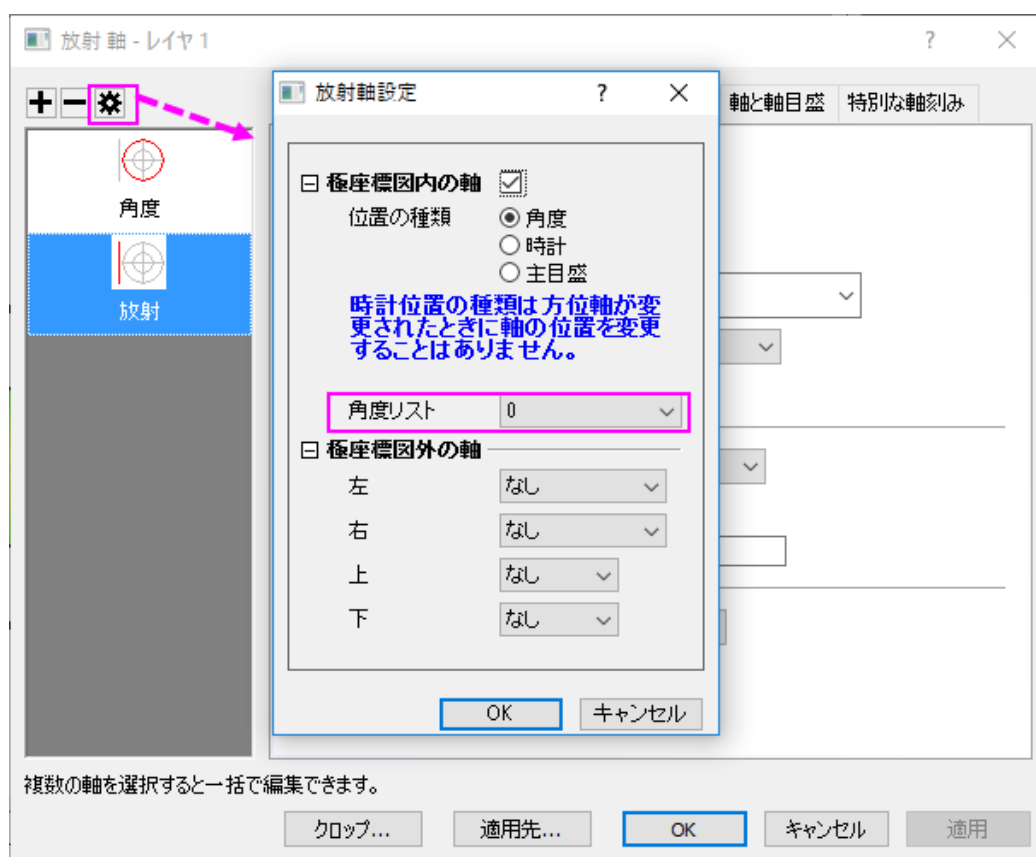 放射 軸 - レイヤ 1
放射軸設定
軸と軸目盛 特別な軸刻み
角度
放射
極座標図内の軸
位置の種類 角度
時計
主目盛
時計位置の種類は方位軸が変
更されたときに軸の位置を変更
することはありません。
角度リスト 0
極座標図外の軸
左 なし
右 なし
上 なし
下 なし
OK キャンセル
複数の軸を選択すると一括で編集できます。
クロップ... 適用先... OK キャンセル 適用